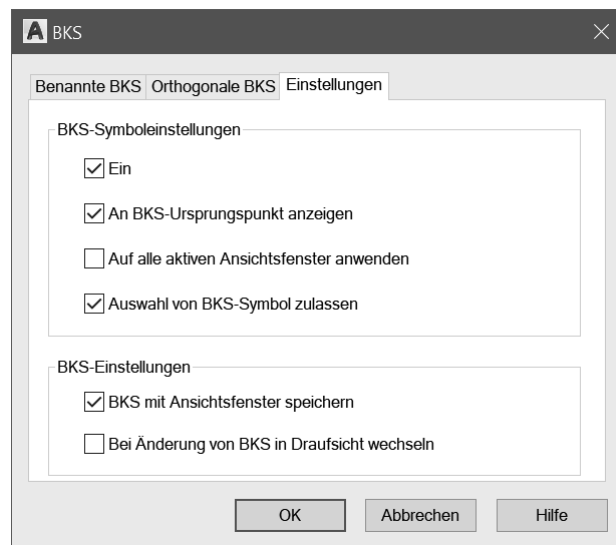 A BKS
Benannte BKS Orthogonale BKS Einstellungen
BKS-Symboleinstellungen
Ein
An BKS-Ursprungspunkt anzeigen
Auf alle aktiven Ansichtsfenster anwenden
Auswahl von BKS-Symbol zulassen
BKS-Einstellungen
BKS mit Ansichtsfenster speichern
Bei Änderung von BKS in Draufsicht wechseln
OK Abbrechen Hilfe